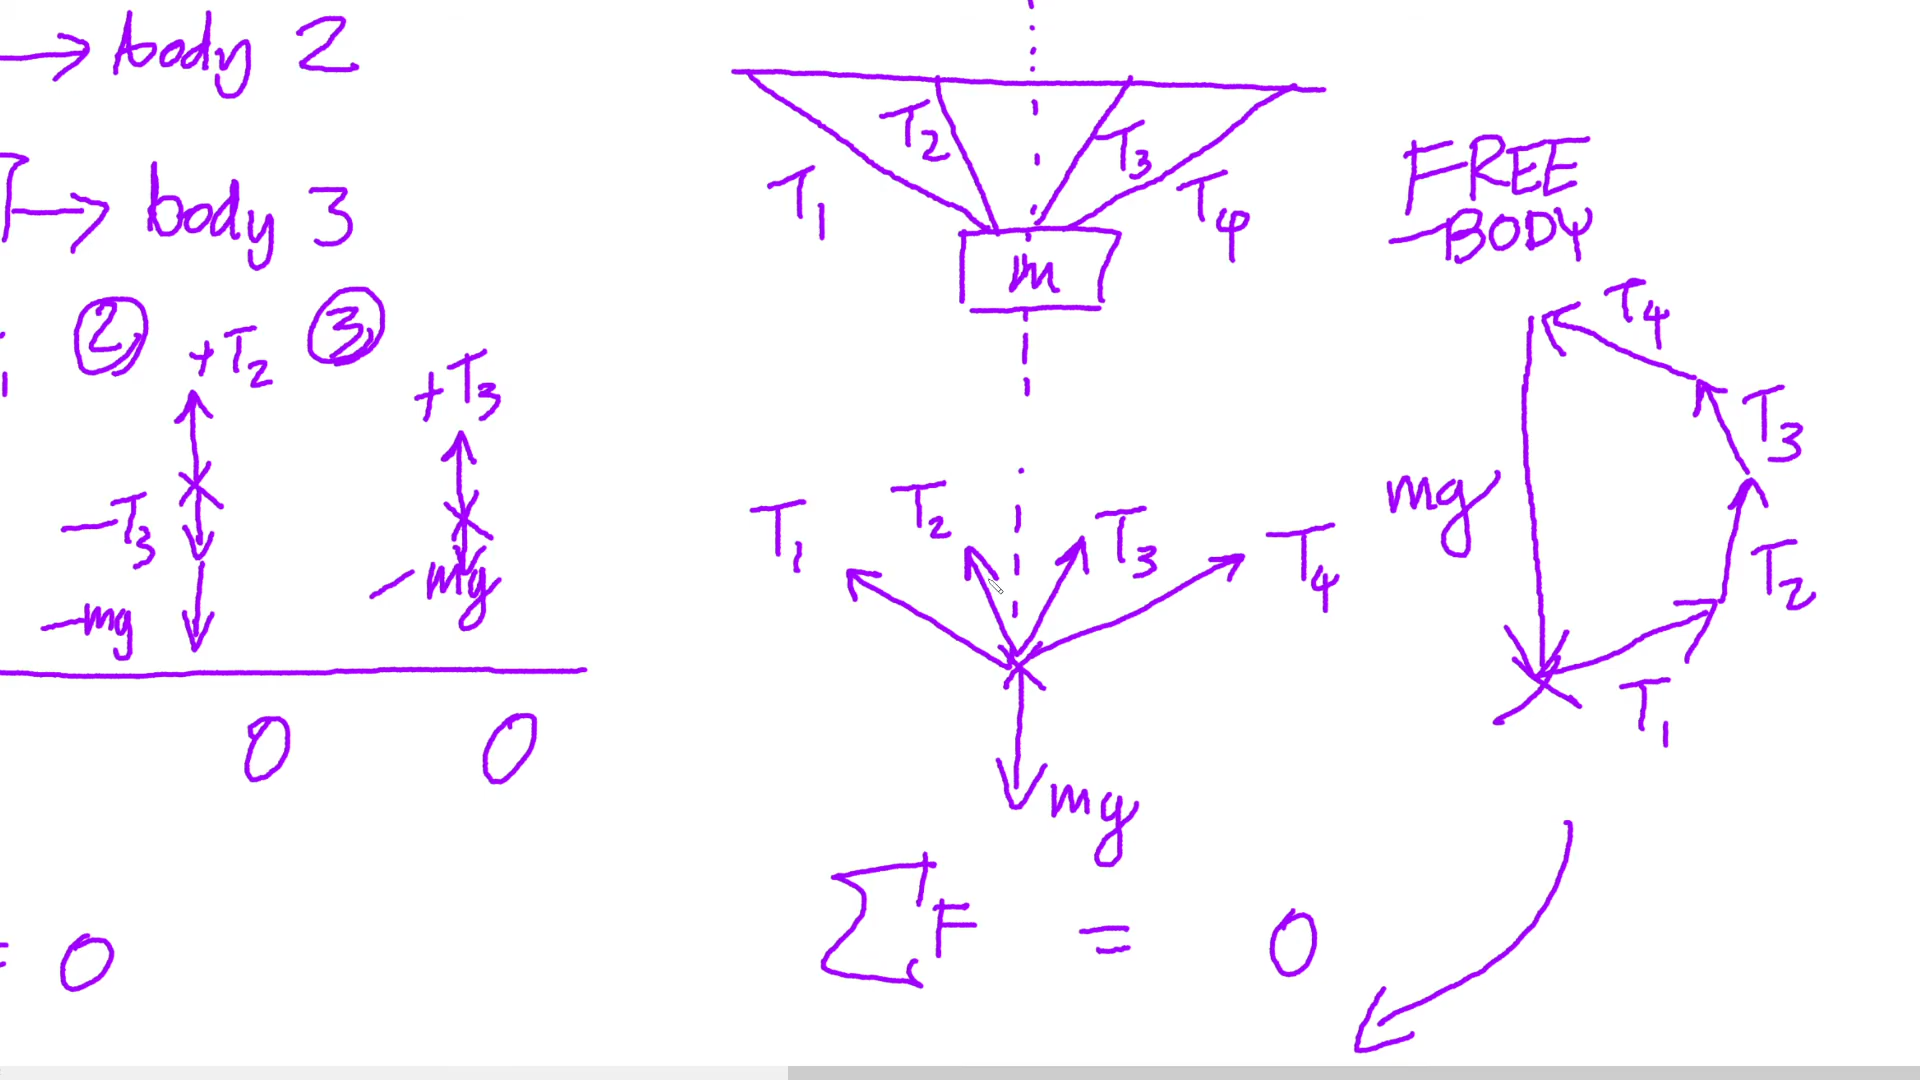 → body 2
→ body 3
② ③
+T2
-T3
-mg
+T3
-mg
0 0
= 0
T1 T2 T3 T4
m
T1 T2 T3 T4
mg
ΣF = 0
FREE
-BODY
T4
T3
mg
T2
T1